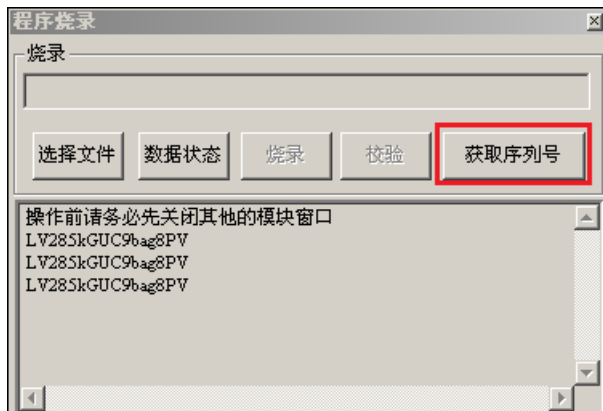 程序烧录
烧录
选择文件 数据状态 烧录 校验 获取序列号
操作前请务必先关闭其他的模块窗口
LV285kGUC9bag8PV
LV285kGUC9bag8PV
LV285kGUC9bag8PV